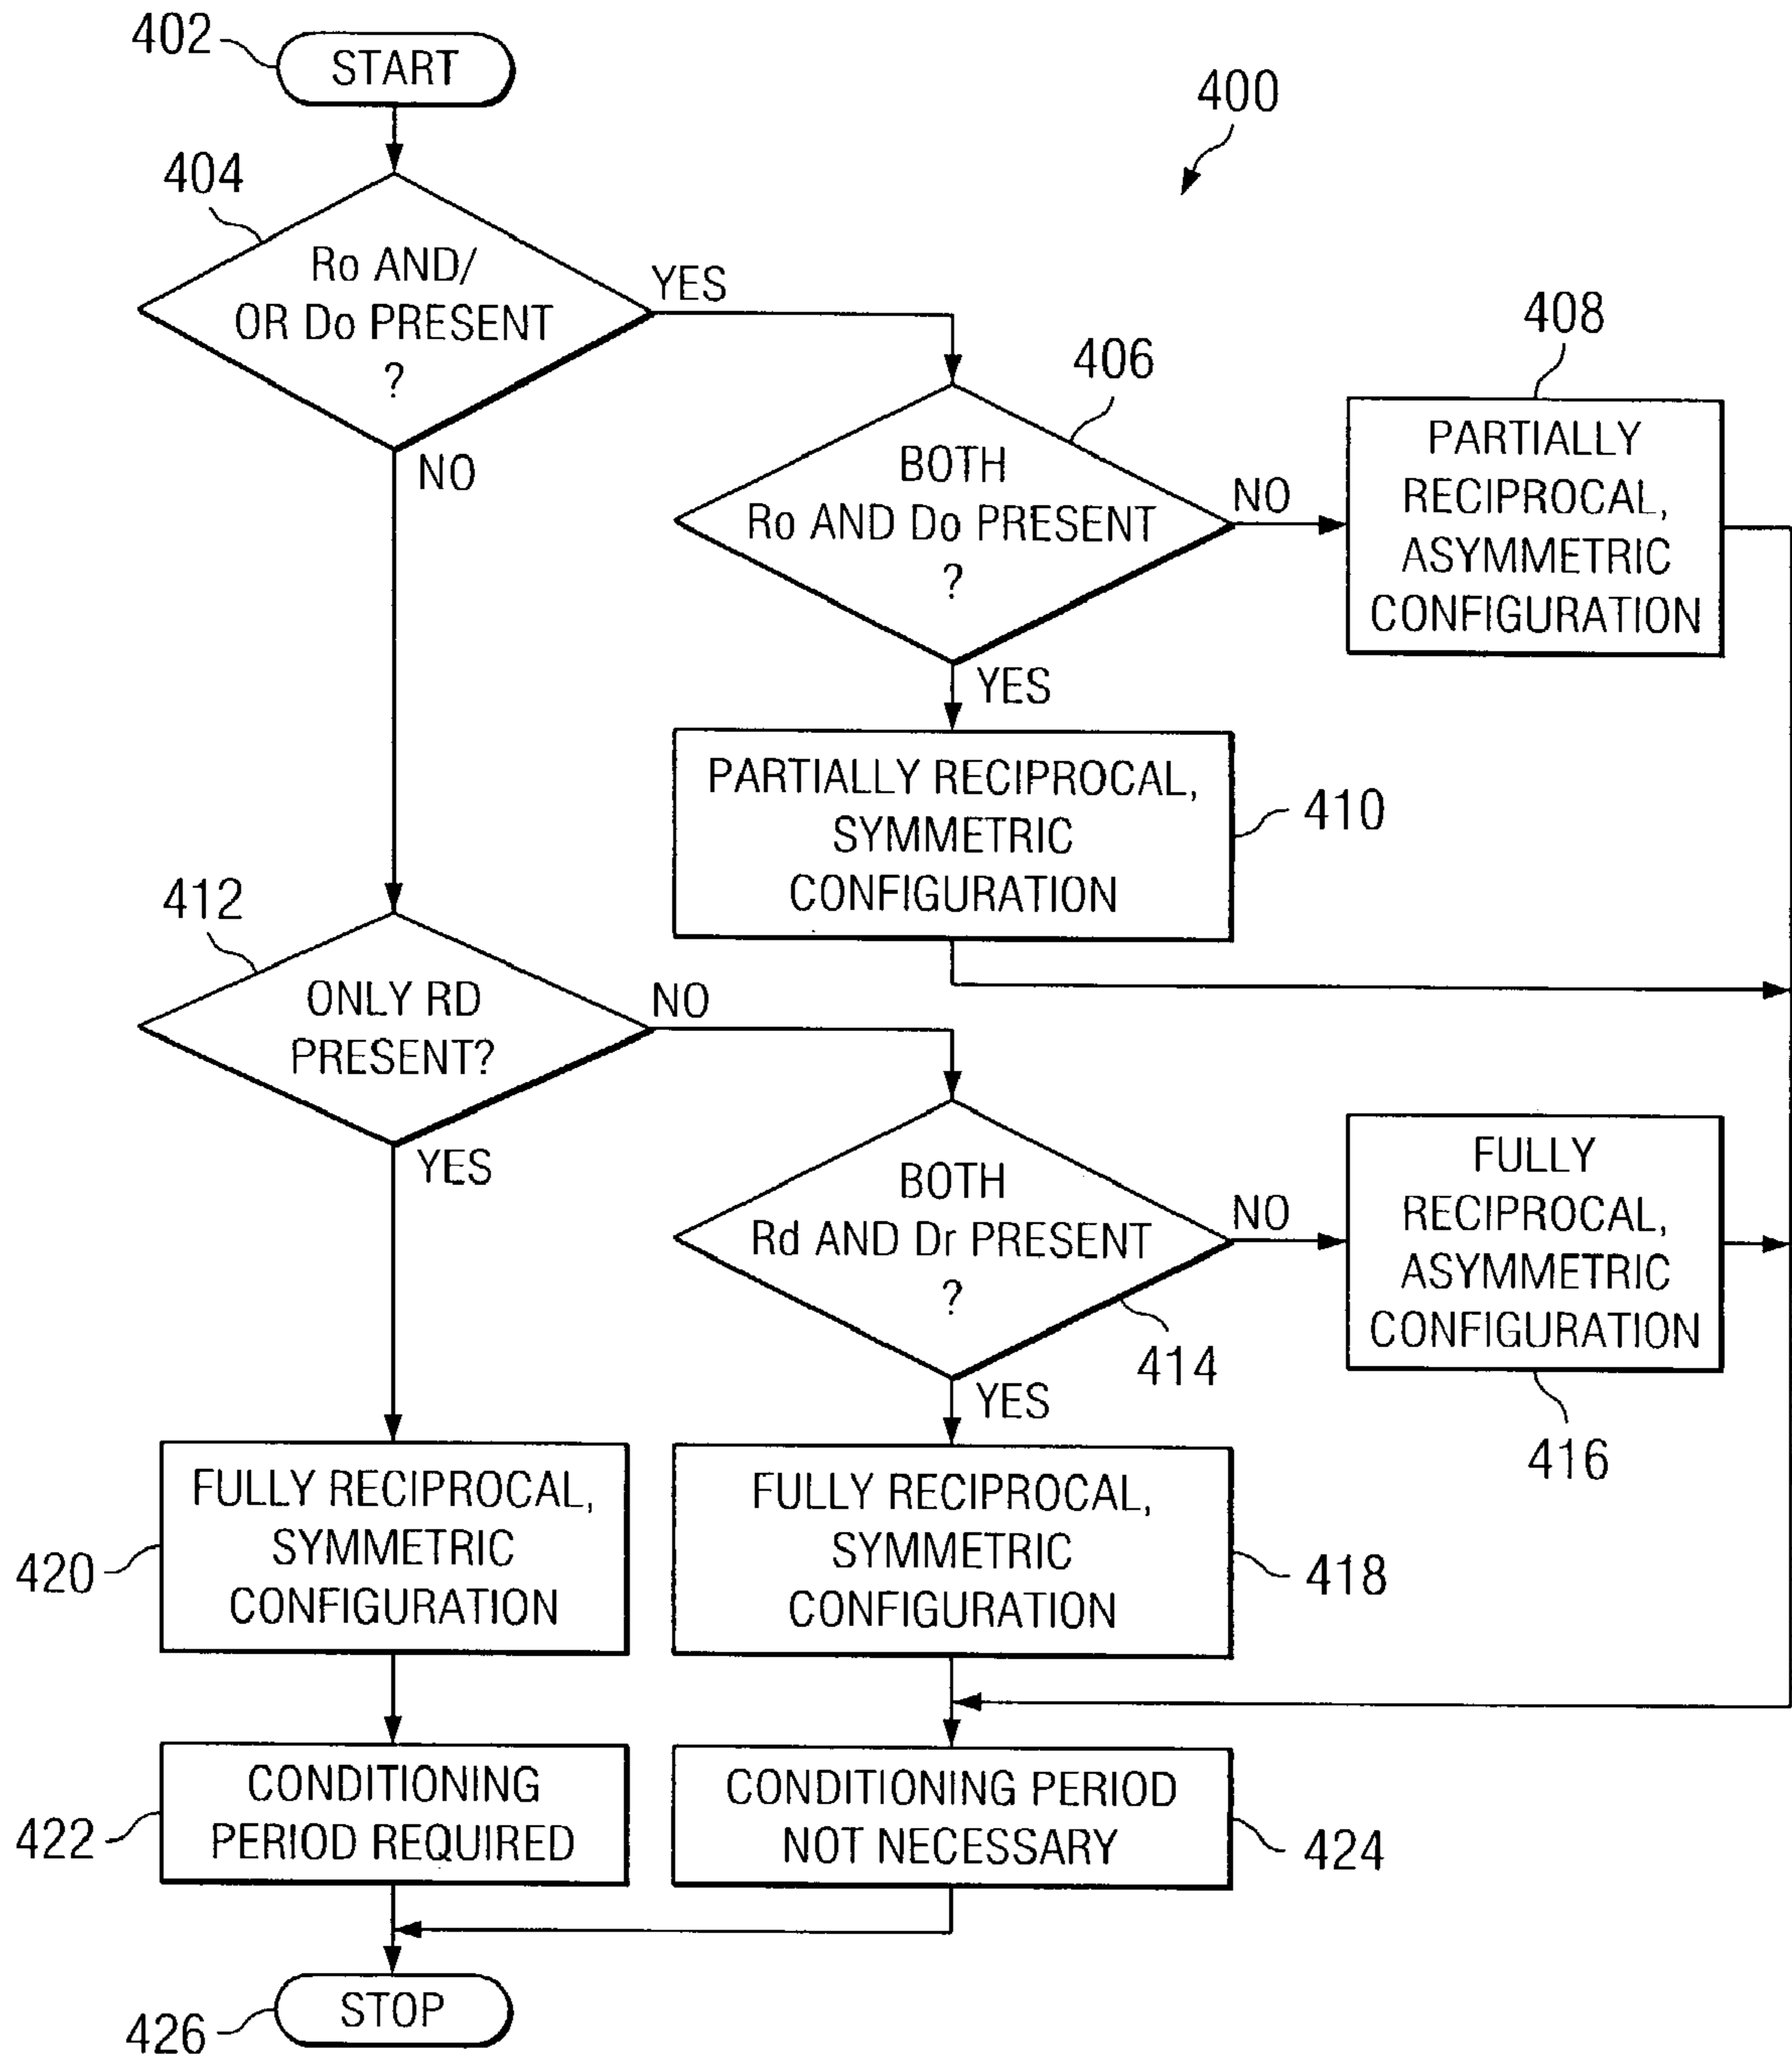 402
START
400
404
Ro AND/
OR Do PRESENT
?
YES
NO
406
BOTH
Ro AND Do PRESENT
?
NO
YES
408
PARTIALLY
RECIPROCAL,
ASYMMETRIC
CONFIGURATION
PARTIALLY RECIPROCAL,
SYMMETRIC
CONFIGURATION
410
412
ONLY RD
PRESENT?
NO
YES
BOTH
Rd AND Dr PRESENT
?
NO
YES
414
FULLY
RECIPROCAL,
ASYMMETRIC
CONFIGURATION
416
FULLY RECIPROCAL,
SYMMETRIC
CONFIGURATION
420
FULLY RECIPROCAL,
SYMMETRIC
CONFIGURATION
418
CONDITIONING
PERIOD REQUIRED
422
CONDITIONING PERIOD
NOT NECESSARY
424
STOP
426